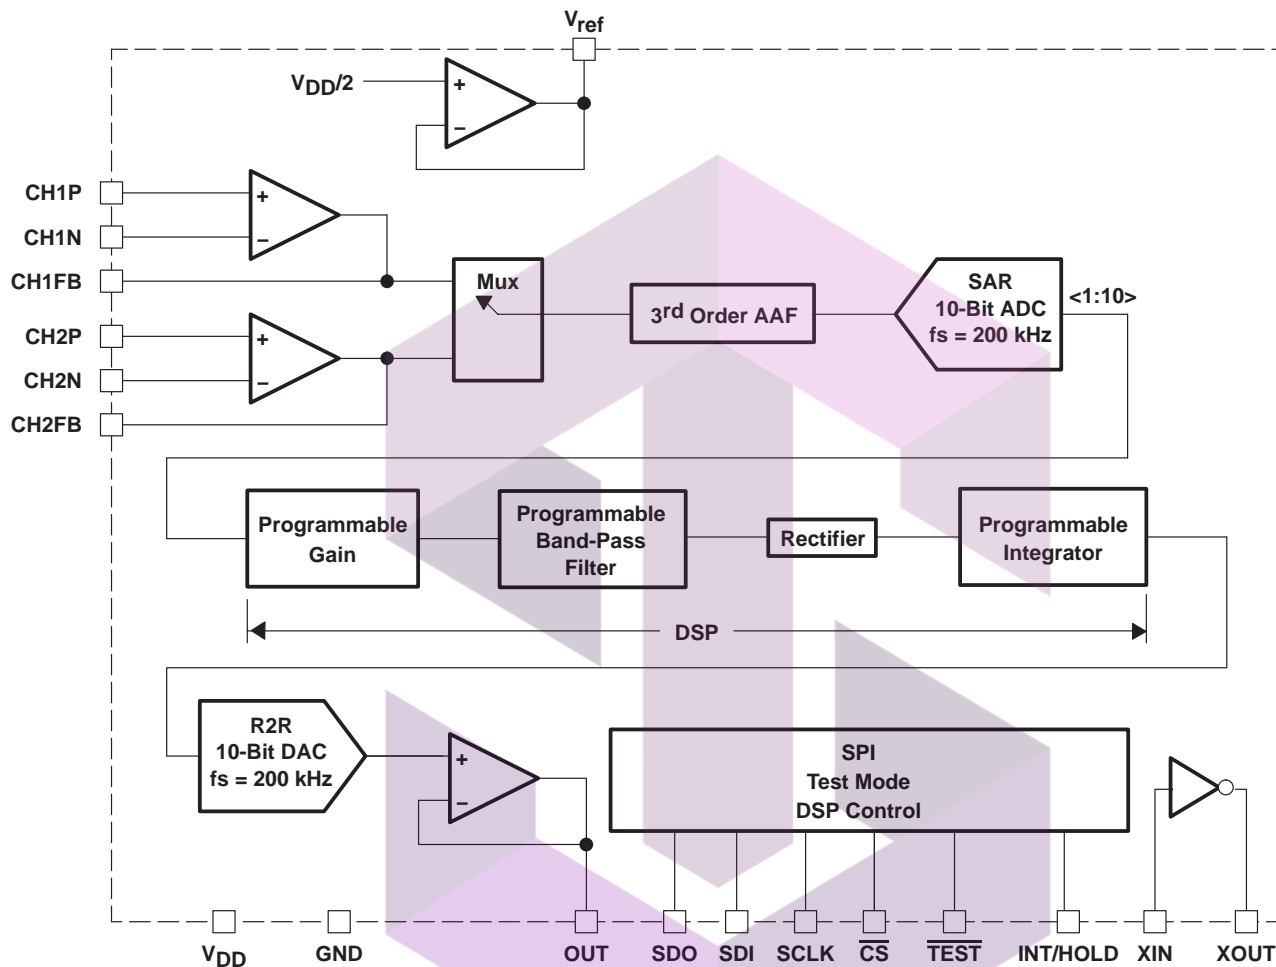 Vref
VDD/2
+
−
CH1P
+
CH1N
−
CH1FB
Mux
SAR
10-Bit ADC
fs = 200 kHz
<1:10>
3rd Order AAF
CH2P
+
CH2N
−
CH2FB
Programmable
Gain
Programmable
Band-Pass
Filter
Rectifier
Programmable
Integrator
DSP
R2R
10-Bit DAC
fs = 200 kHz
+
−
SPI
Test Mode
DSP Control
VDD
GND
OUT
SDO
SDI
SCLK
CS
TEST
INT/HOLD
XIN
XOUT